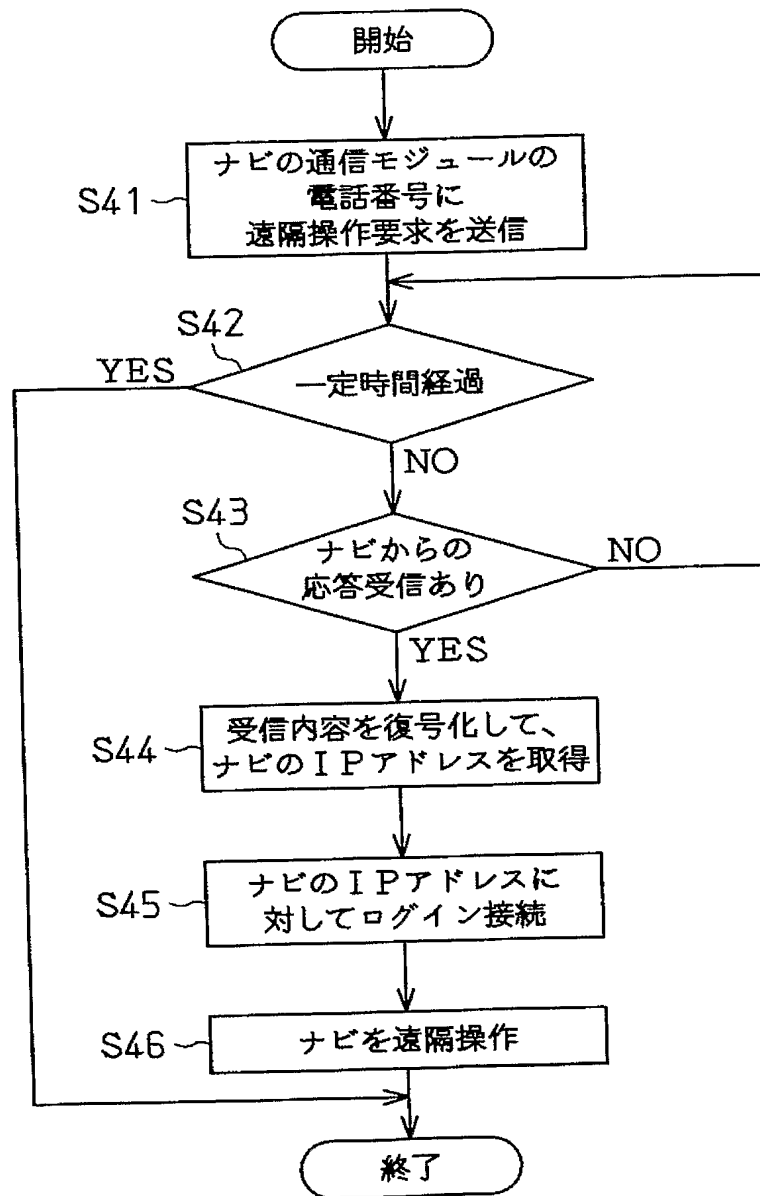 開始
ナビの通信モジュールの
電話番号に
遠隔操作要求を送信
S41
S42
YES
一定時間経過
NO
S43
ナビからの
応答受信あり
NO
YES
受信内容を復号化して、
ナビのIPアドレスを取得
S44
ナビのIPアドレスに
対してログイン接続
S45
ナビを遠隔操作
S46
終了